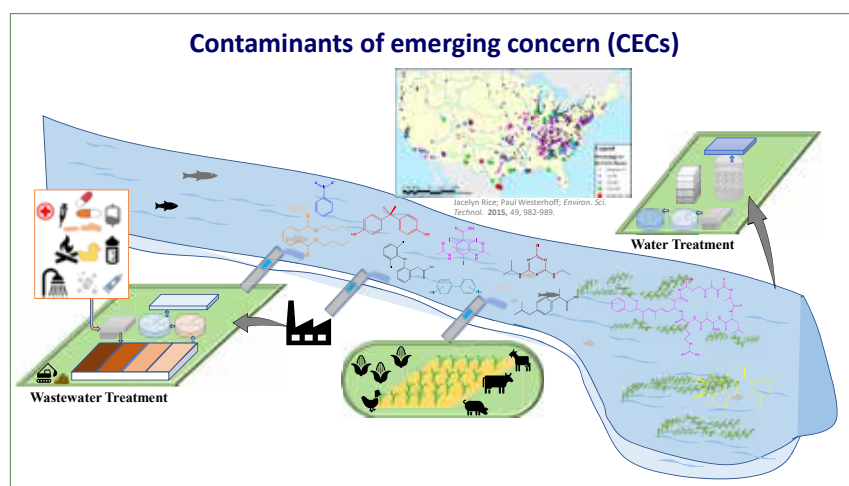 Contaminants of emerging concern (CECs)
Jacelyn Rice; Paul Westerhoff; Environ. Sci.
Technol. 2015, 49, 982-989.
Water Treatment
Wastewater Treatment